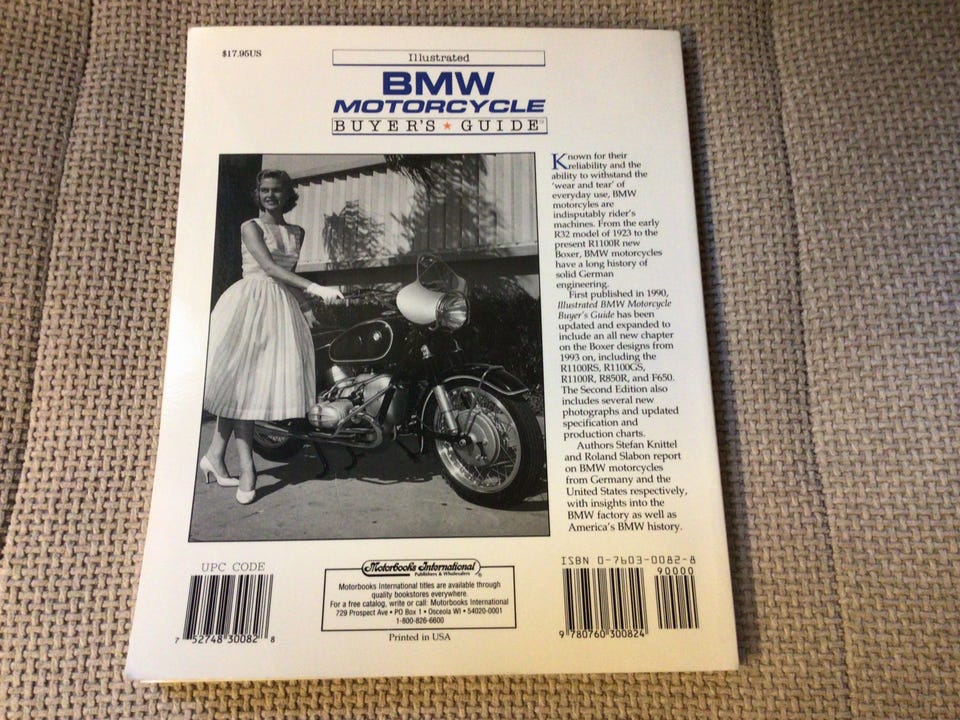 $17.95US
Illustrated
BMW
MOTORCYCLE
BUYER'S ★ GUIDE
Known for their
reliability and the
ability to withstand the
'wear and tear' of
everyday use, BMW
motorcyles are
indisputably rider's
machines. From the early
R32 model of 1923 to the
present R1100R new
Boxer, BMW motorcycles
have a long history of
solid German
engineering.
First published in 1990,
Illustrated BMW Motorcycle
Buyer's Guide has been
updated and expanded to
include an all new chapter
on the Boxer designs from
1993 on, including the
R1100RS, R1100GS,
R1100R, R850R, and F650.
The Second Edition also
includes several new
photographs and updated
specification and
production charts.
Authors Stefan Knittel
and Roland Slabon report
on BMW motorcycles
from Germany and the
United States respectively,
with insights into the
BMW factory as well as
America's BMW history.
UPC CODE
7 52748 30082 8
Motorbooks International
Publishers & Wholesalers ®
Motorbooks International titles are available through
quality bookstores everywhere.
For a free catalog, write or call: Motorbooks International
729 Prospect Ave • PO Box 1 • Osceola WI • 54020-0001
1-800-826-6600
Printed in USA
ISBN 0-7603-0082-8
90000
9 780760 300824